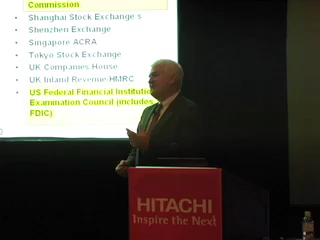 Commission
• Shanghai Stock Exchange s
• Shenzhen Exchange
• Singapore ACRA
• Tokyo Stock Exchange
• UK Companies House
• UK Inland Revenue/HMRC
• US Federal Financial Institutio
Examination Council (includes
FDIC)
HITACHI
Inspire the Next